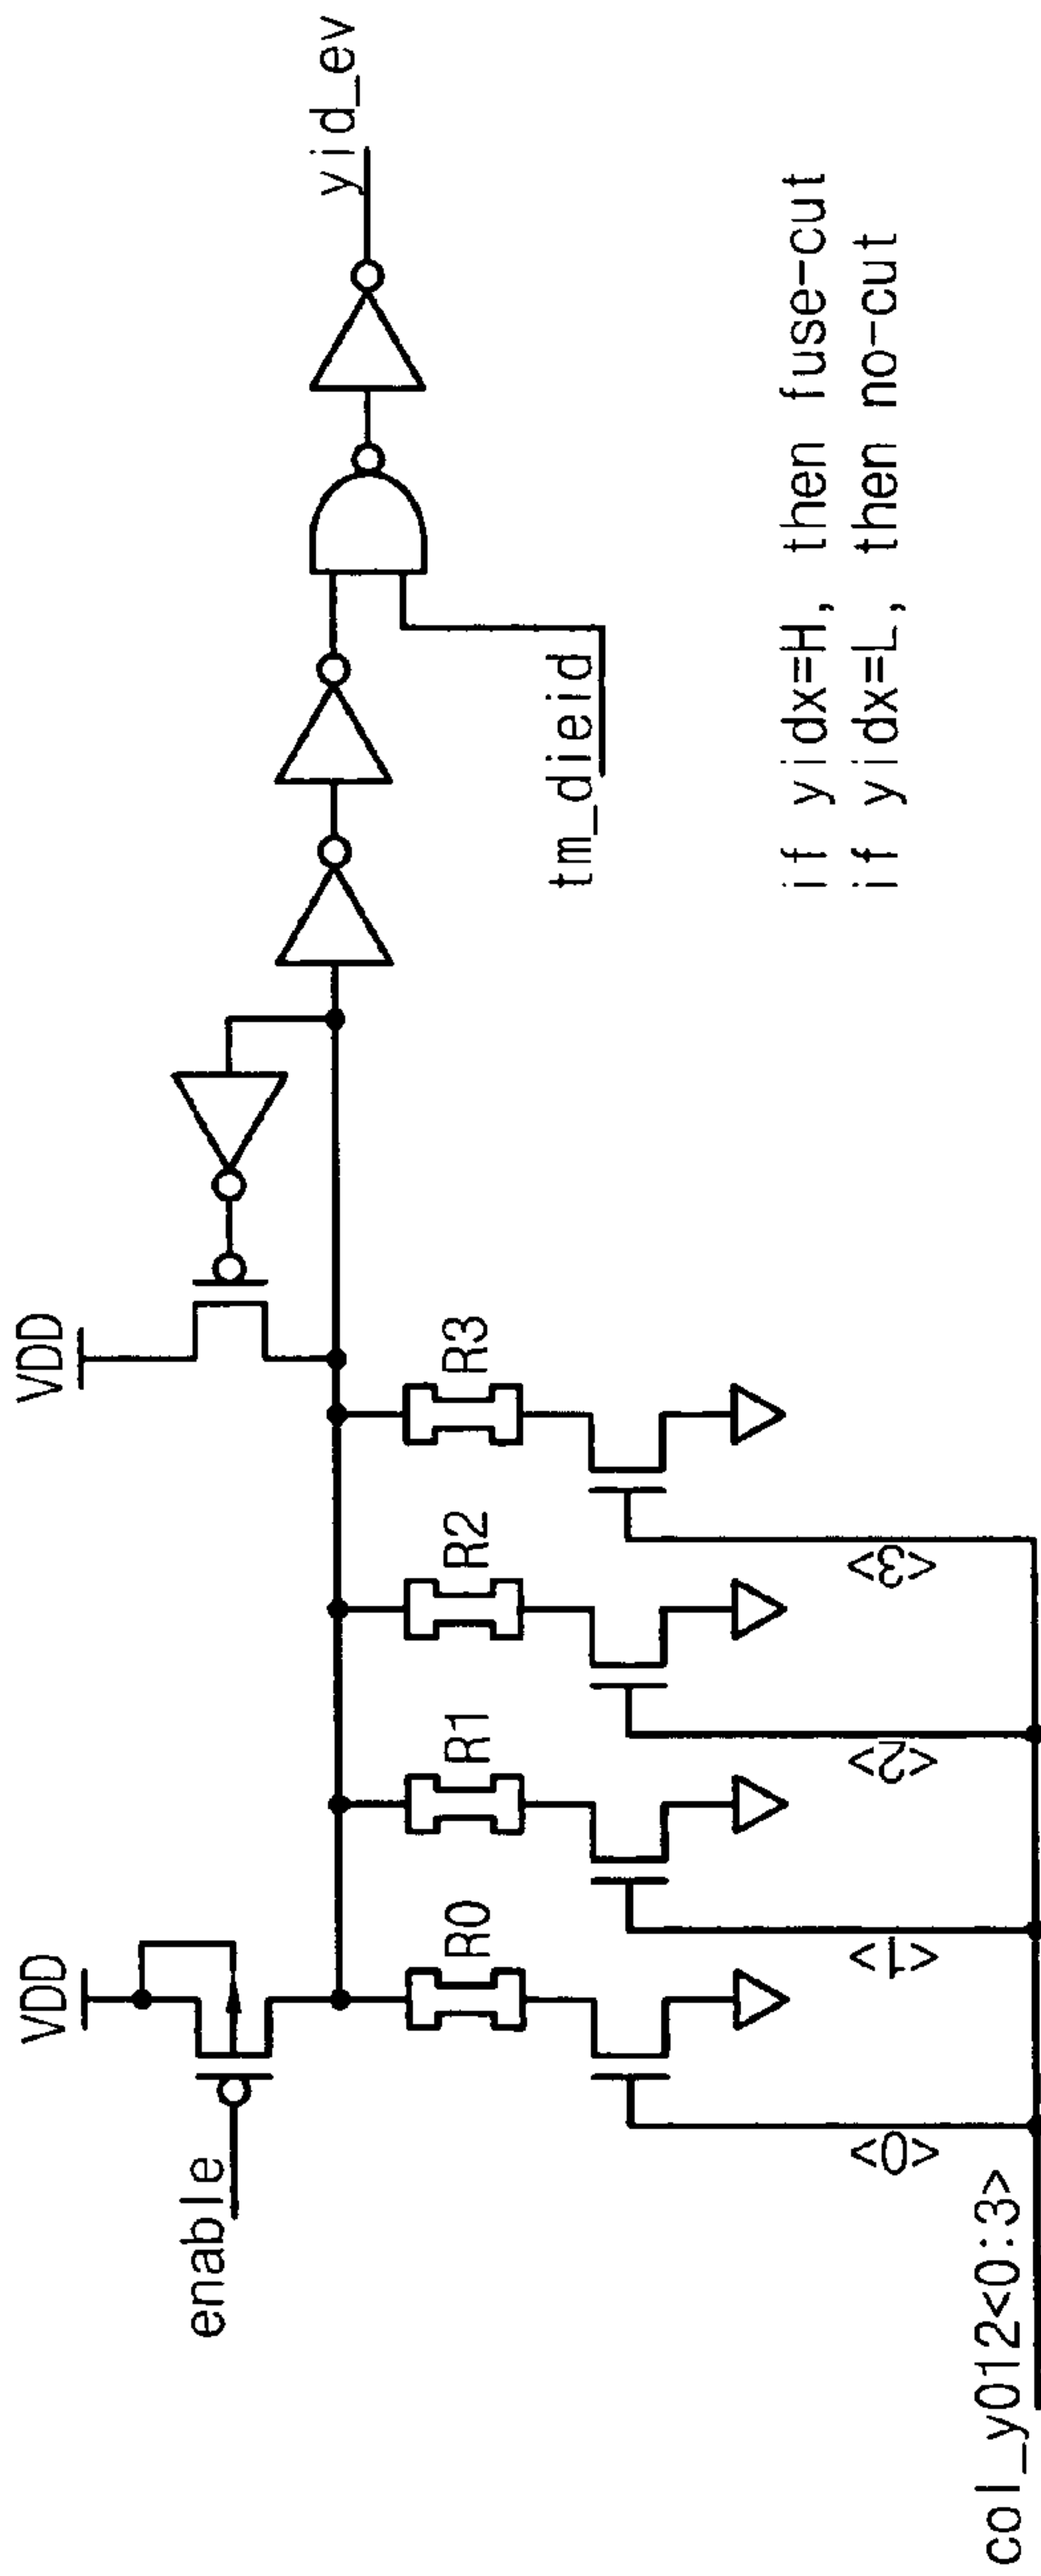 VDD
VDD
enable
R0
R1
R2
R3
yid_ev
tm_dieid
<0>
<1>
<2>
<3>
col_y012<0:3>
if yidx=H, then fuse-cut
if yidx=L, then no-cut